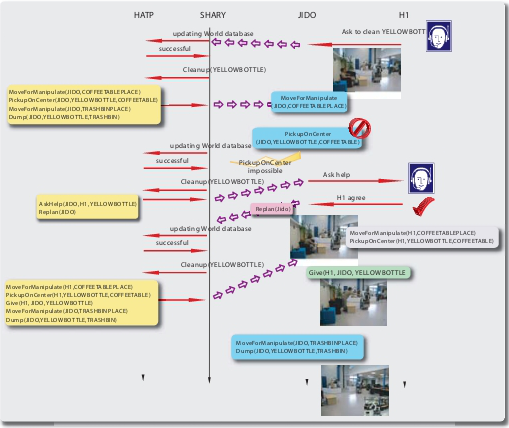 HATP SHARY JIDO H1
updating World database
Ask to clean YELLOWBOTT
successful
Cleanup(YELLOWBOTTLE)
MoveForManipulate(JIDO,COFFEETABLEPLACE)
PickupOnCenter(JIDO,YELLOWBOTTLE,COFFEETABLE)
MoveForManipulate(JIDO,TRASHBINPLACE)
Dump(JIDO,YELLOWBOTTLE,TRASHBIN)
MoveForManipulate
JIDO,COFFEETABLEPLACE)
PickupOnCenter
(JIDO,YELLOWBOTTLE,COFFEETABLE)
updating World database
successful
PickupOnCenter
impossible
Cleanup(YELLOWBOTTLE)
Ask help
AskHelp(JIDO,H1,YELLOWBOTTLE)
Replan(JIDO)
Replan(Jido)
H1 agree
updating World database
successful
MoveForManipulate(H1,COFFEETABLEPLACE)
PickupOnCenter(H1,YELLOWBOTTLE,COFFEETABLE)
Cleanup(YELLOWBOTTLE)
Give(H1, JIDO, YELLOWBOTTLE
MoveForManipulate(H1,COFFEETABLEPLACE)
PickupOnCenter(H1,YELLOWBOTTLE,COFFEETABLE)
Give(H1, JIDO,YELLOWBOTTLE)
MoveForManipulate(JIDO,TRASHBINPLACE)
Dump(JIDO,YELLOWBOTTLE,TRASHBIN)
MoveForManipulate(JIDO,TRASHBINPLACE)
Dump(JIDO,YELLOWBOTTLE,TRASHBIN)